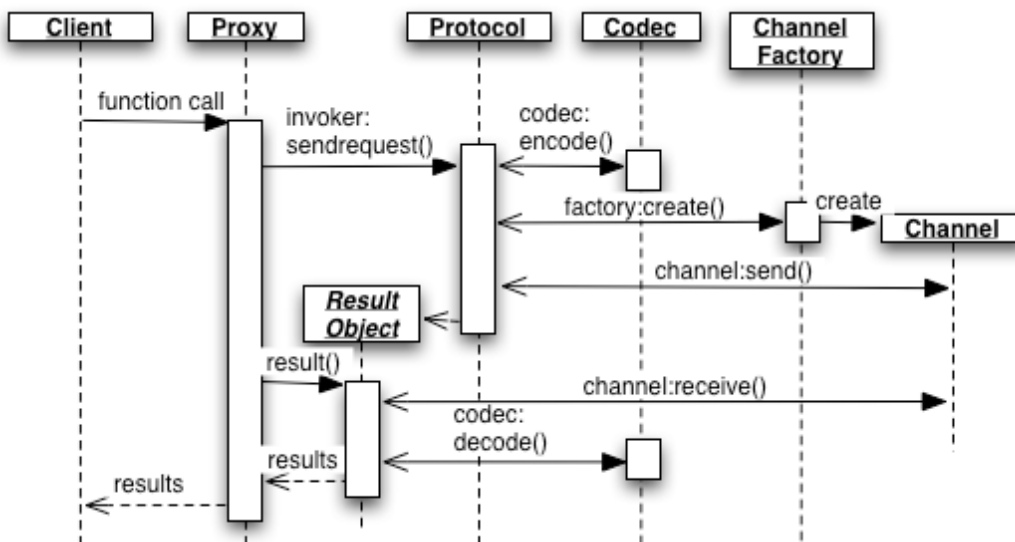 Client
Proxy
Protocol
Codec
Channel
Factory
function call
invoker:
sendrequest()
codec:
encode()
factory:create()
create
Channel
channel:send()
Result
Object
result()
channel:receive()
codec:
decode()
results
results